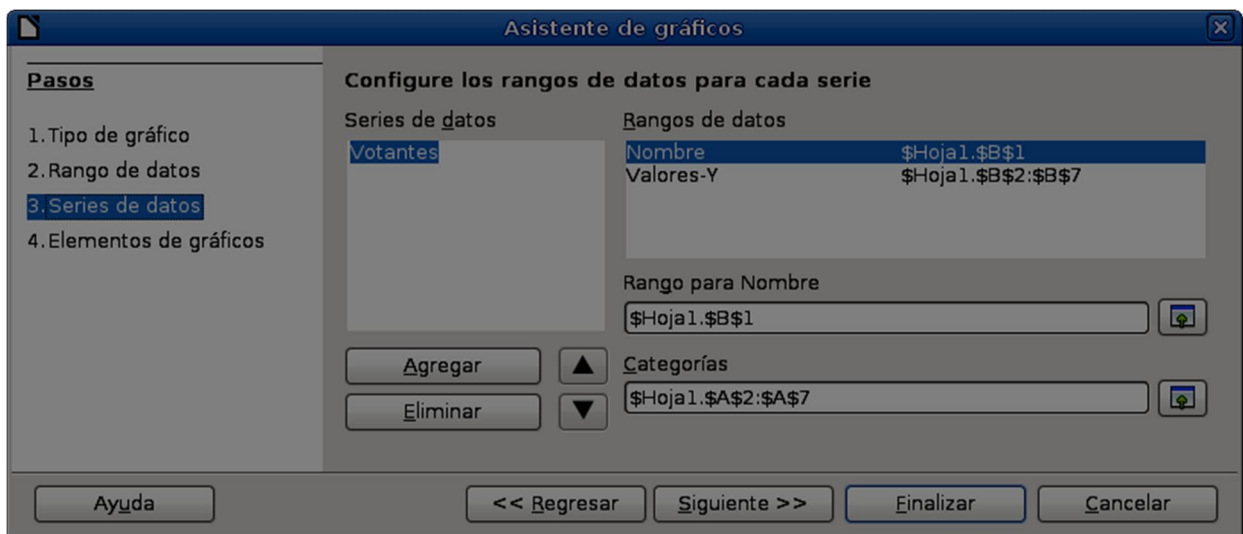 Asistente de gráficos
Pasos
1. Tipo de gráfico
2. Rango de datos
3. Series de datos
4. Elementos de gráficos
Configure los rangos de datos para cada serie
Series de datos
Votantes
Agregar
Eliminar
Rangos de datos
Nombre $Hoja1.$B$1
Valores-Y $Hoja1.$B$2:$B$7
Rango para Nombre
$Hoja1.$B$1
Categorías
$Hoja1.$A$2:$A$7
Ayuda << Regresar Siguiente >> Finalizar Cancelar